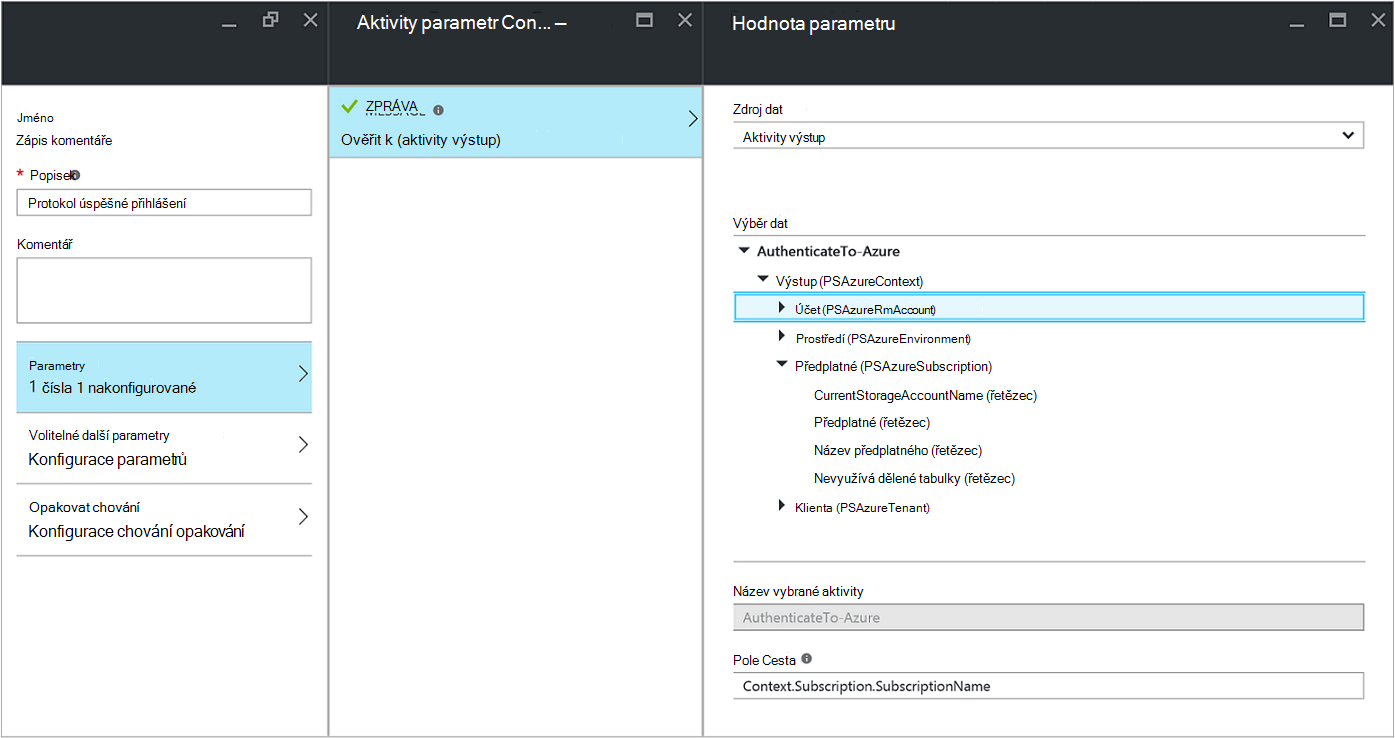 Aktivity parametr Con... –
Hodnota parametru
Jméno
Zápis komentáře
* Popisek
Protokol úspěšné přihlášení
Komentář
Parametry
1 čísla 1 nakonfigurované
Volitelné další parametry
Konfigurace parametrů
Opakovat chování
Konfigurace chování opakování
ZPRÁVA
MESSAGE
Ověřit k (aktivity výstup)
Zdroj dat
Aktivity výstup
Výběr dat
AuthenticateTo-Azure
Výstup (PSAzureContext)
Účet (PSAzureRmAccount)
Prostředí (PSAzureEnvironment)
Předplatné (PSAzureSubscription)
CurrentStorageAccountName (řetězec)
Předplatné (řetězec)
Název předplatného (řetězec)
Nevyužívá dělené tabulky (řetězec)
Klienta (PSAzureTenant)
Název vybrané aktivity
AuthenticateTo-Azure
Pole Cesta
Context.Subscription.SubscriptionName